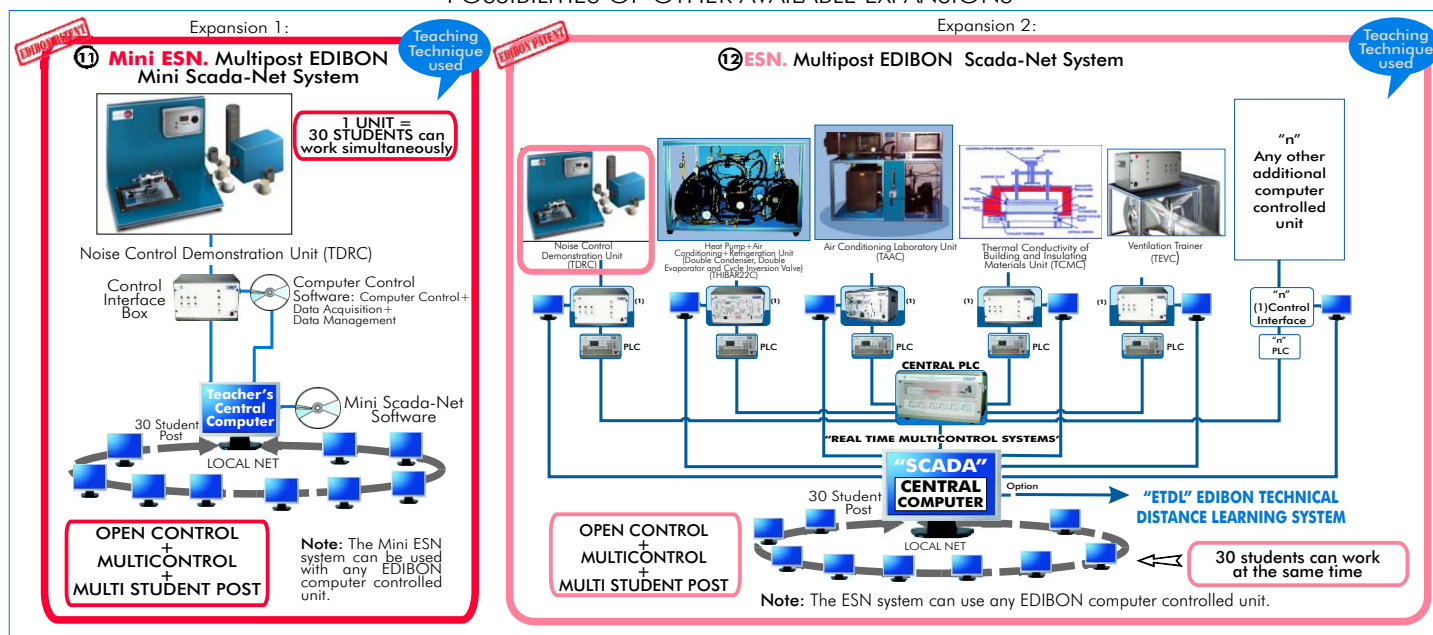 POSSIBILITIES OF OTHER AVAILABLE EXPANSIONS
Expansion 1:
EDIBON PATENT
Teaching
Technique
used
11 Mini ESN. Multipost EDIBON
Mini Scada-Net System
1 UNIT =
30 STUDENTS can
work simultaneously
Noise Control Demonstration Unit (TDRC)
Control
Interface
Box
Computer Control
Software: Computer Control+
Data Acquisition+
Data Management
Teacher's
Central
Computer
Mini Scada-Net
Software
30 Student
Post
LOCAL NET
OPEN CONTROL
+
MULTICONTROL
+
MULTI STUDENT POST
Note: The Mini ESN
system can be used
with any EDIBON
computer controlled
unit.
Expansion 2:
EDIBON PATENT
Teaching
Technique
used
12 ESN. Multipost EDIBON Scada-Net System
Noise Control
Demonstration Unit
(TDRC)
Heat Pump+Air
Conditioning+Refrigeration Unit
(Double Condenser, Double
Evaporator and Cycle Inversion Valve)
(THIBAR22C)
Air Conditioning Laboratory Unit
(TAAC)
Thermal Conductivity of
Building and Insulating
Materials Unit (TCMC)
Ventilation Trainer
(TEVC)
"n"
Any other
additional
computer
controlled
unit
(1)
(1)
(1)
(1)
(1)
"n"
(1)Control
Interface
PLC
PLC
PLC
PLC
PLC
"n"
PLC
CENTRAL PLC
"REAL TIME MULTICONTROL SYSTEMS"
"SCADA"
CENTRAL
COMPUTER
Option
"ETDL" EDIBON TECHNICAL
DISTANCE LEARNING SYSTEM
30 Student
Post
LOCAL NET
OPEN CONTROL
+
MULTICONTROL
+
MULTI STUDENT POST
30 students can work
at the same time
Note: The ESN system can use any EDIBON computer controlled unit.